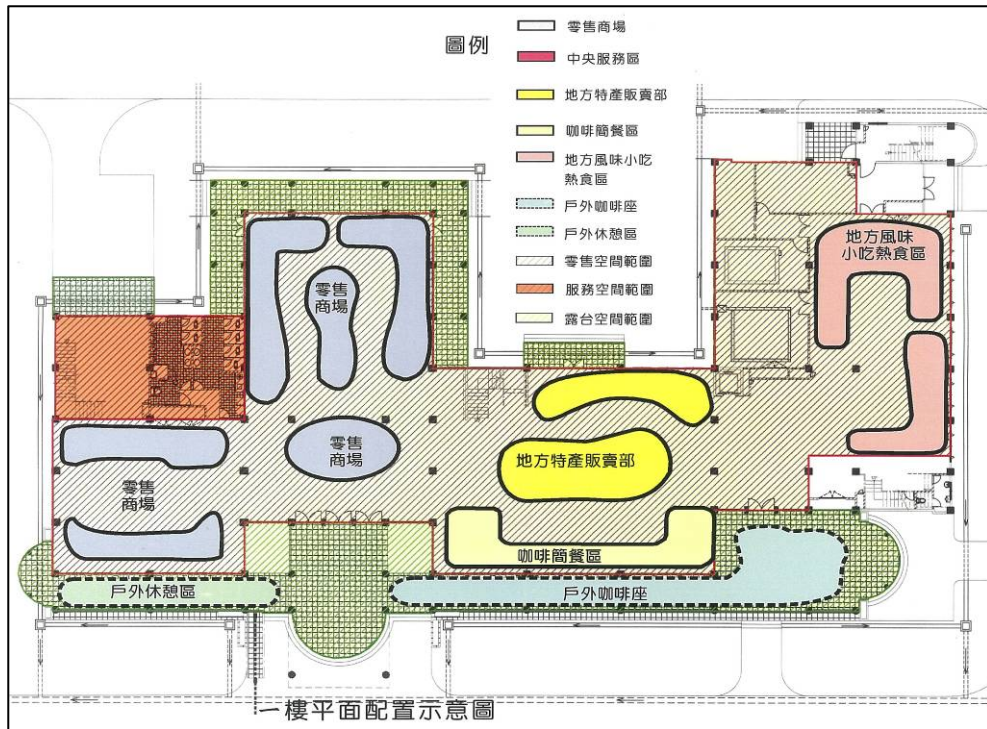 圖例
零售商場
中央服務區
地方特產販賣部
咖啡簡餐區
地方風味小吃
熱食區
戶外咖啡座
戶外休憩區
零售空間範圍
服務空間範圍
露台空間範圍
地方風味
小吃熱食區
零售
商場
零售
商場
地方特產販賣部
零售
商場
咖啡簡餐區
戶外休憩區
戶外咖啡座
一樓平面配置示意圖